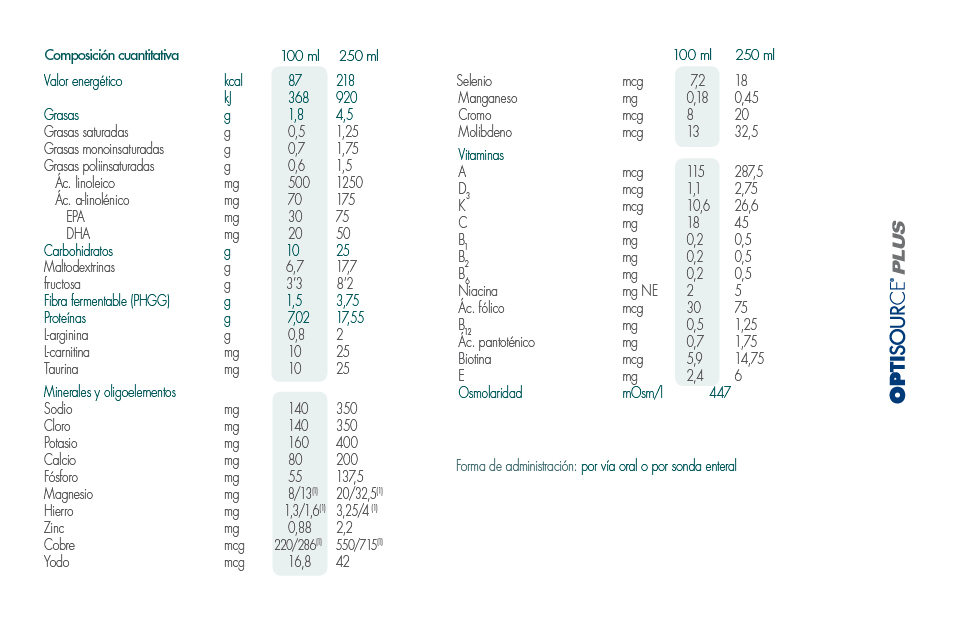 Composición cuantitativa 100 ml 250 ml
Valor energético kcal 87 218
kJ 368 920
Grasas g 1,8 4,5
Grasas saturadas g 0,5 1,25
Grasas monoinsaturadas g 0,7 1,75
Grasas poliinsaturadas g 0,6 1,5
Ác. linoleico mg 500 1250
Ác. a-linolénico mg 70 175
EPA mg 30 75
DHA mg 20 50
Carbohidratos g 10 25
Maltodextrinas g 6,7 17,7
fructosa g 3'3 8'2
Fibra fermentable (PHGG) g 1,5 3,75
Proteínas g 7,02 17,55
L-arginina g 0,8 2
L-carnitina mg 10 25
Taurina mg 10 25
Minerales y oligoelementos
Sodio mg 140 350
Cloro mg 140 350
Potasio mg 160 400
Calcio mg 80 200
Fósforo mg 55 137,5
Magnesio mg 8/13(1) 20/32,5(1)
Hierro mg 1,3/1,6(1) 3,25/4 (1)
Zinc mg 0,88 2,2
Cobre mcg 220/286(1) 550/715(1)
Yodo mcg 16,8 42
100 ml 250 ml
Selenio mcg 7,2 18
Manganeso mg 0,18 0,45
Cromo mcg 8 20
Molibdeno mcg 13 32,5
Vitaminas
A mcg 115 287,5
D3 mcg 1,1 2,75
K mcg 10,6 26,6
C mg 18 45
B1 mg 0,2 0,5
B2 mg 0,2 0,5
B6 mg 0,2 0,5
Niacina mg NE 2 5
Ác. fólico mcg 30 75
B12 mg 0,5 1,25
Ác. pantoténico mg 0,7 1,75
Biotina mcg 5,9 14,75
E mg 2,4 6
Osmolaridad mOsm/l 447
Forma de administración: por vía oral o por sonda enteral
OPTISOURCE® PLUS